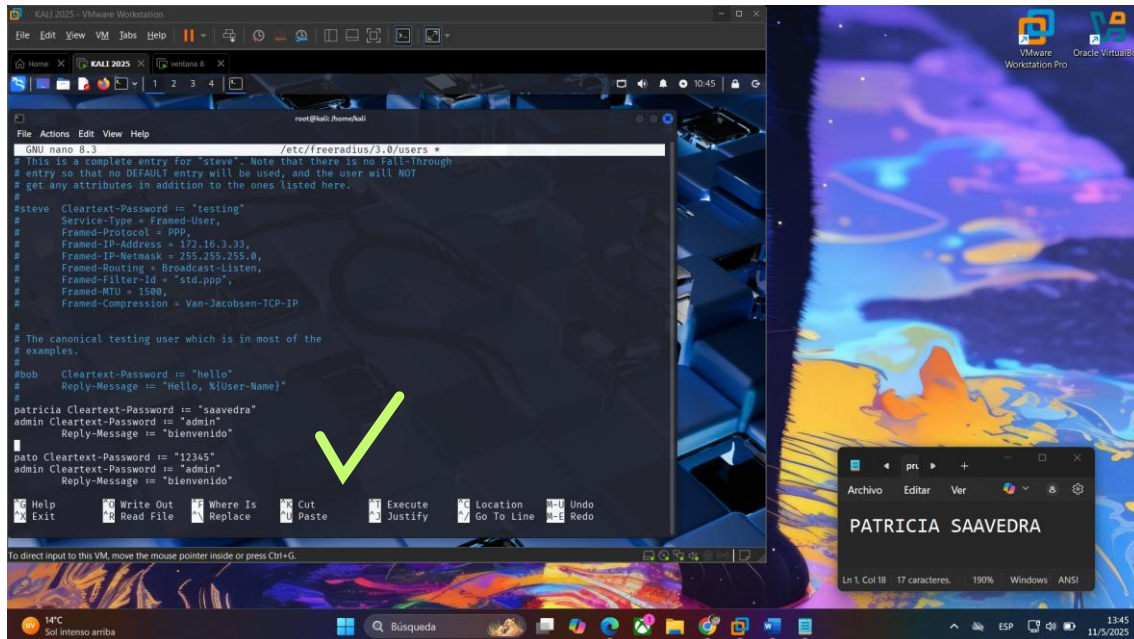 KALI 2025 - VMware Workstation
File Edit View VM Tabs Help
Home KALI 2025 ventana 8
1 2 3 4 10:45
root@kali: /home/kali
File Actions Edit View Help
GNU nano 8.3 /etc/freeradius/3.0/users *
# This is a complete entry for "steve". Note that there is no Fall-Through
# entry so that no DEFAULT entry will be used, and the user will NOT
# get any attributes in addition to the ones listed here.
#
#steve Cleartext-Password := "testing"
# Service-Type = Framed-User,
# Framed-Protocol = PPP,
# Framed-IP-Address = 172.16.3.33,
# Framed-IP-Netmask = 255.255.255.0,
# Framed-Routing = Broadcast-Listen,
# Framed-Filter-Id = "std.ppp",
# Framed-MTU = 1500,
# Framed-Compression = Van-Jacobsen-TCP-IP
#
# The canonical testing user which is in most of the
# examples.
#
#bob Cleartext-Password := "hello"
# Reply-Message := "Hello, %{User-Name}"
#
patricia Cleartext-Password := "saavedra"
admin Cleartext-Password := "admin"
Reply-Message := "bienvenido"
pato Cleartext-Password := "12345"
admin Cleartext-Password := "admin"
Reply-Message := "bienvenido"
^G Help ^O Write Out ^F Where Is ^K Cut ^T Execute ^C Location M-U Undo
^X Exit ^R Read File ^\ Replace ^U Paste ^J Justify ^/ Go To Line M-E Redo
To direct input to this VM, move the mouse pointer inside or press Ctrl+G.
VMware
Workstation Pro
Oracle VirtualBo
Archivo Editar Ver
PATRICIA SAAVEDRA
Ln 1, Col 18 17 caracteres. 190% Windows ANSI
14°C
Sol intenso arriba
Búsqueda
ESP
13:45
11/5/2025